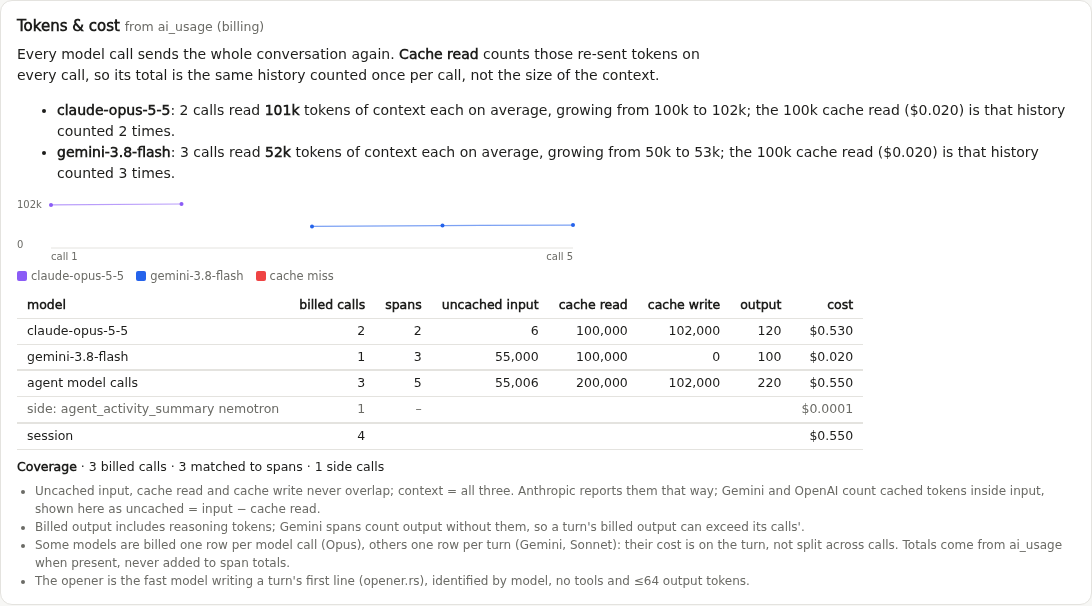 Tokens & cost from ai_usage (billing)
Every model call sends the whole conversation again. Cache read counts those re-sent tokens on
every call, so its total is the same history counted once per call, not the size of the context.
• claude-opus-5-5: 2 calls read 101k tokens of context each on average, growing from 100k to 102k; the 100k cache read ($0.020) is that history
counted 2 times.
• gemini-3.8-flash: 3 calls read 52k tokens of context each on average, growing from 50k to 53k; the 100k cache read ($0.020) is that history
counted 3 times.
102k
0
call 1 call 5
claude-opus-5-5 gemini-3.8-flash cache miss
model billed calls spans uncached input cache read cache write output cost
claude-opus-5-5 2 2 6 100,000 102,000 120 $0.530
gemini-3.8-flash 1 3 55,000 100,000 0 100 $0.020
agent model calls 3 5 55,006 200,000 102,000 220 $0.550
side: agent_activity_summary nemotron 1 – $0.0001
session 4 $0.550
Coverage · 3 billed calls · 3 matched to spans · 1 side calls
• Uncached input, cache read and cache write never overlap; context = all three. Anthropic reports them that way; Gemini and OpenAI count cached tokens inside input,
shown here as uncached = input − cache read.
• Billed output includes reasoning tokens; Gemini spans count output without them, so a turn's billed output can exceed its calls'.
• Some models are billed one row per model call (Opus), others one row per turn (Gemini, Sonnet): their cost is on the turn, not split across calls. Totals come from ai_usage
when present, never added to span totals.
• The opener is the fast model writing a turn's first line (opener.rs), identified by model, no tools and ≤64 output tokens.